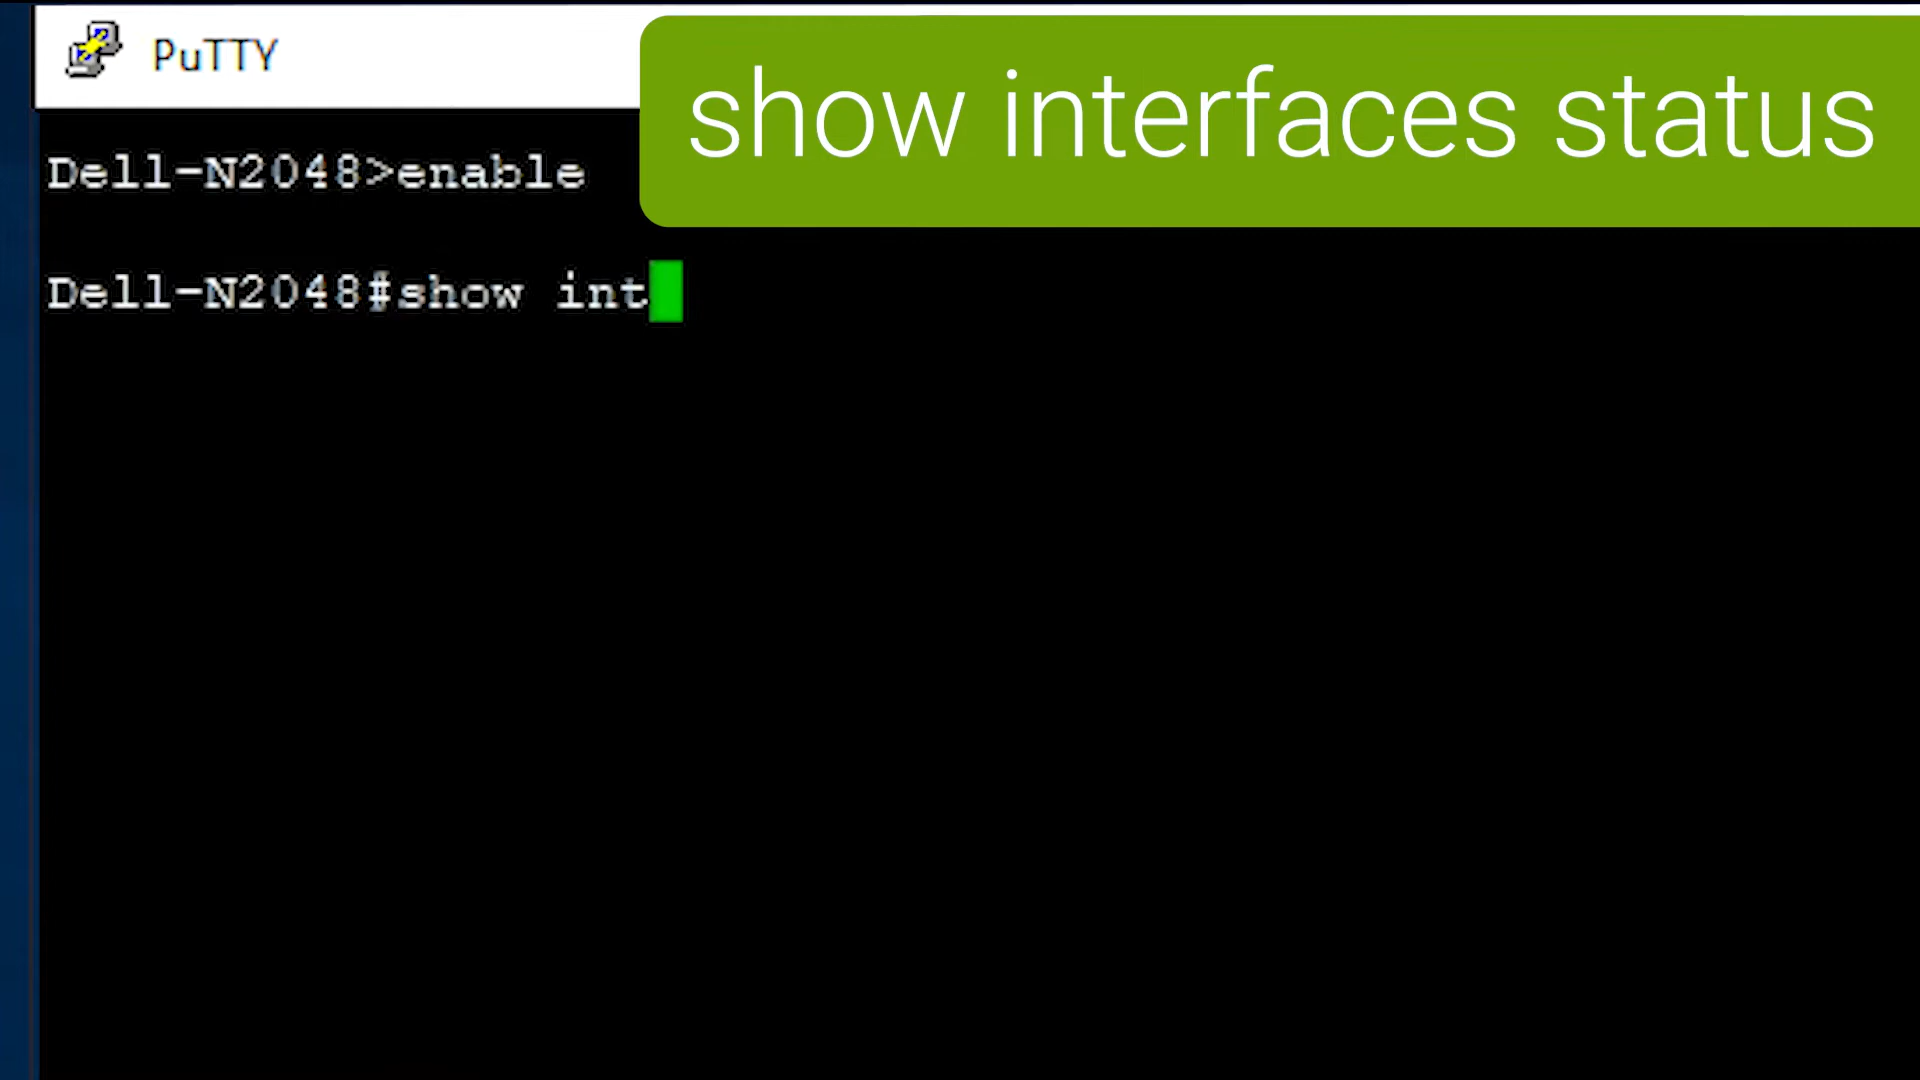 PuTTY
show interfaces status
Dell-N2048>enable
Dell-N2048#show int